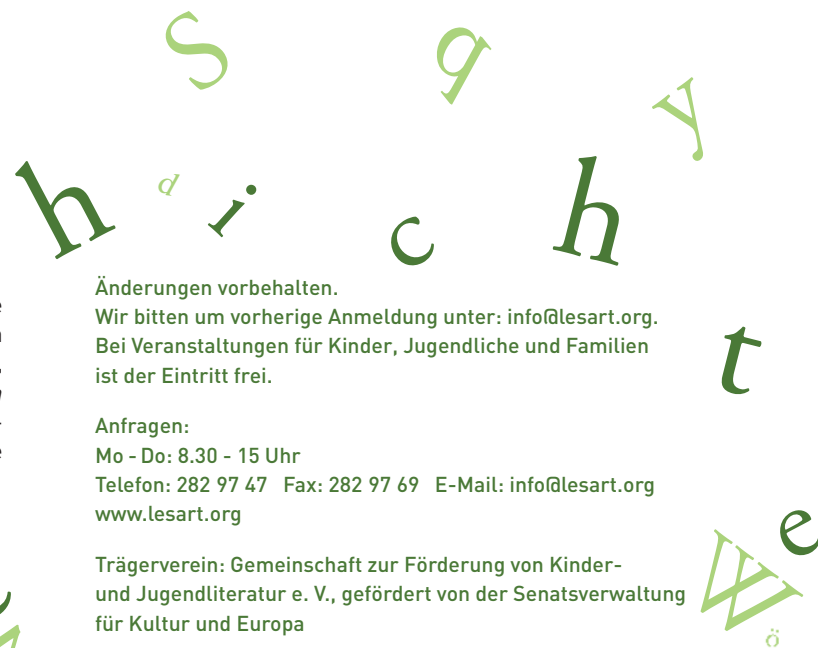 S q y
h d i c h
Änderungen vorbehalten.
Wir bitten um vorherige Anmeldung unter: info@lesart.org.
Bei Veranstaltungen für Kinder, Jugendliche und Familien
ist der Eintritt frei.
t
Anfragen:
Mo - Do: 8.30 - 15 Uhr
Telefon: 282 97 47 Fax: 282 97 69 E-Mail: info@lesart.org
www.lesart.org
e
Trägerverein: Gemeinschaft zur Förderung von Kinder-
und Jugendliteratur e. V., gefördert von der Senatsverwaltung
für Kultur und Europa
W
ö